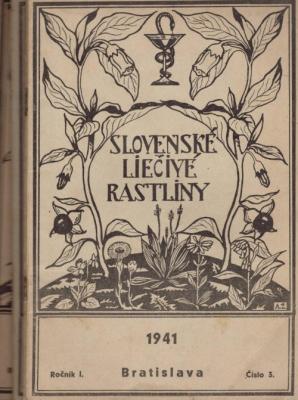 SLOVENSKÉ
LIEČIVÉ
RASTLINY
1941
Ročník I.
Bratislava
Číslo 3.